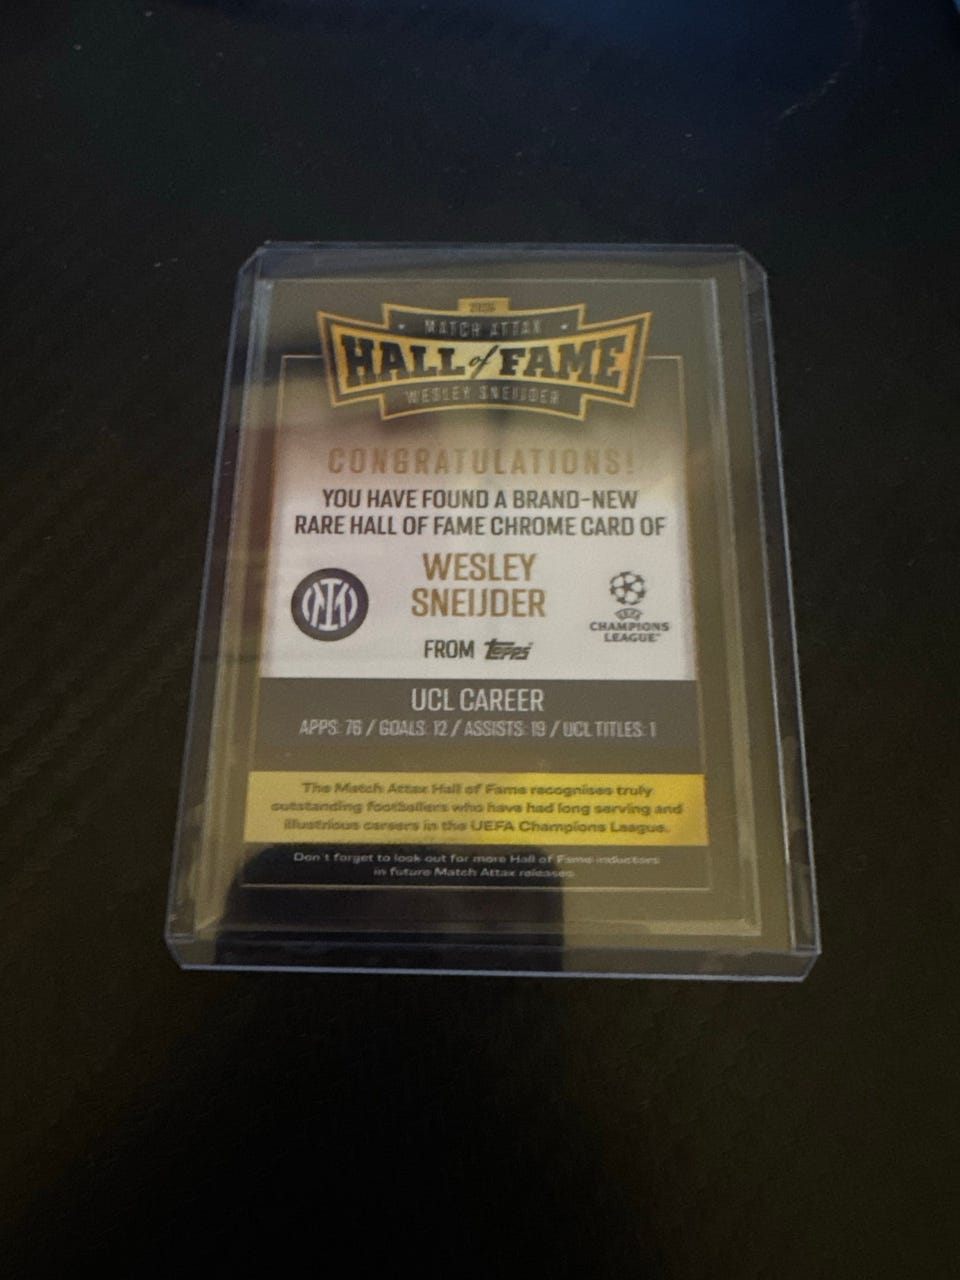 MATCH ATTAX
HALL of FAME
WESLEY SNEIJDER
CONGRATULATIONS!
YOU HAVE FOUND A BRAND-NEW
RARE HALL OF FAME CHROME CARD OF
WESLEY
SNEIJDER
UEFA
CHAMPIONS
LEAGUE™
FROM Topps
UCL CAREER
APPS: 76 / GOALS: 12 / ASSISTS: 19 / UCL TITLES: 1
The Match Attax Hall of Fame recognises truly
outstanding footballers who have had long serving and
illustrious careers in the UEFA Champions League.
Don't forget to look out for more Hall of Fame inductors
in future Match Attax releases.